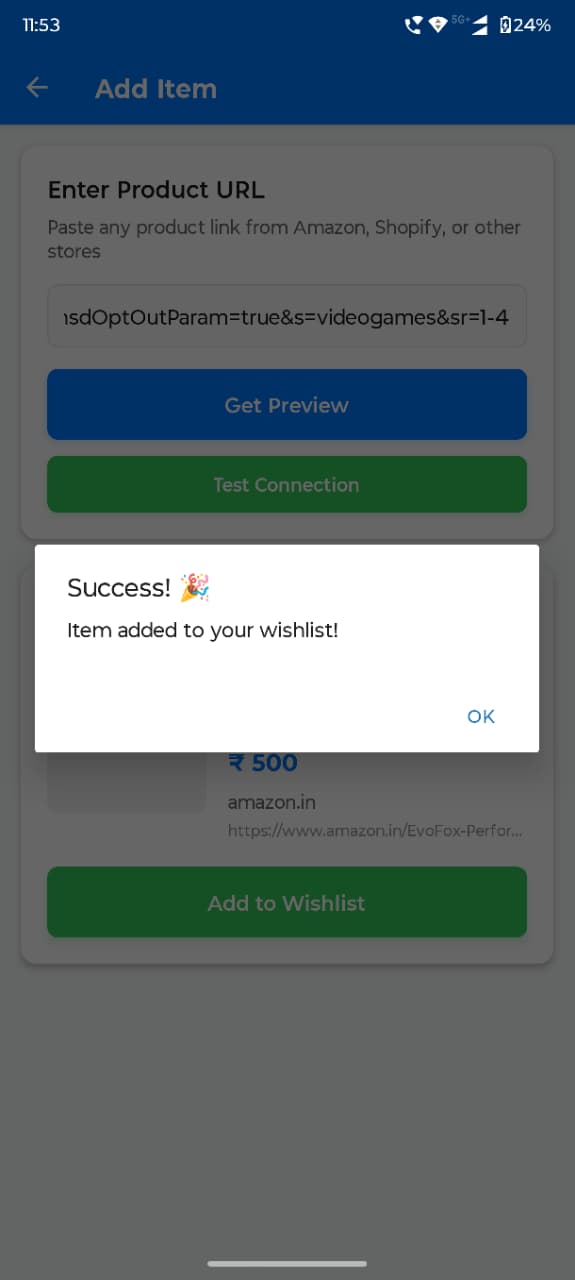 11:53
5G+
24%
Add Item
Enter Product URL
Paste any product link from Amazon, Shopify, or other
stores
sdOptOutParam=true&s=videogames&sr=1-4
Get Preview
Test Connection
Success! 🎉
Item added to your wishlist!
OK
₹ 500
amazon.in
https://www.amazon.in/EvoFox-Perfor...
Add to Wishlist